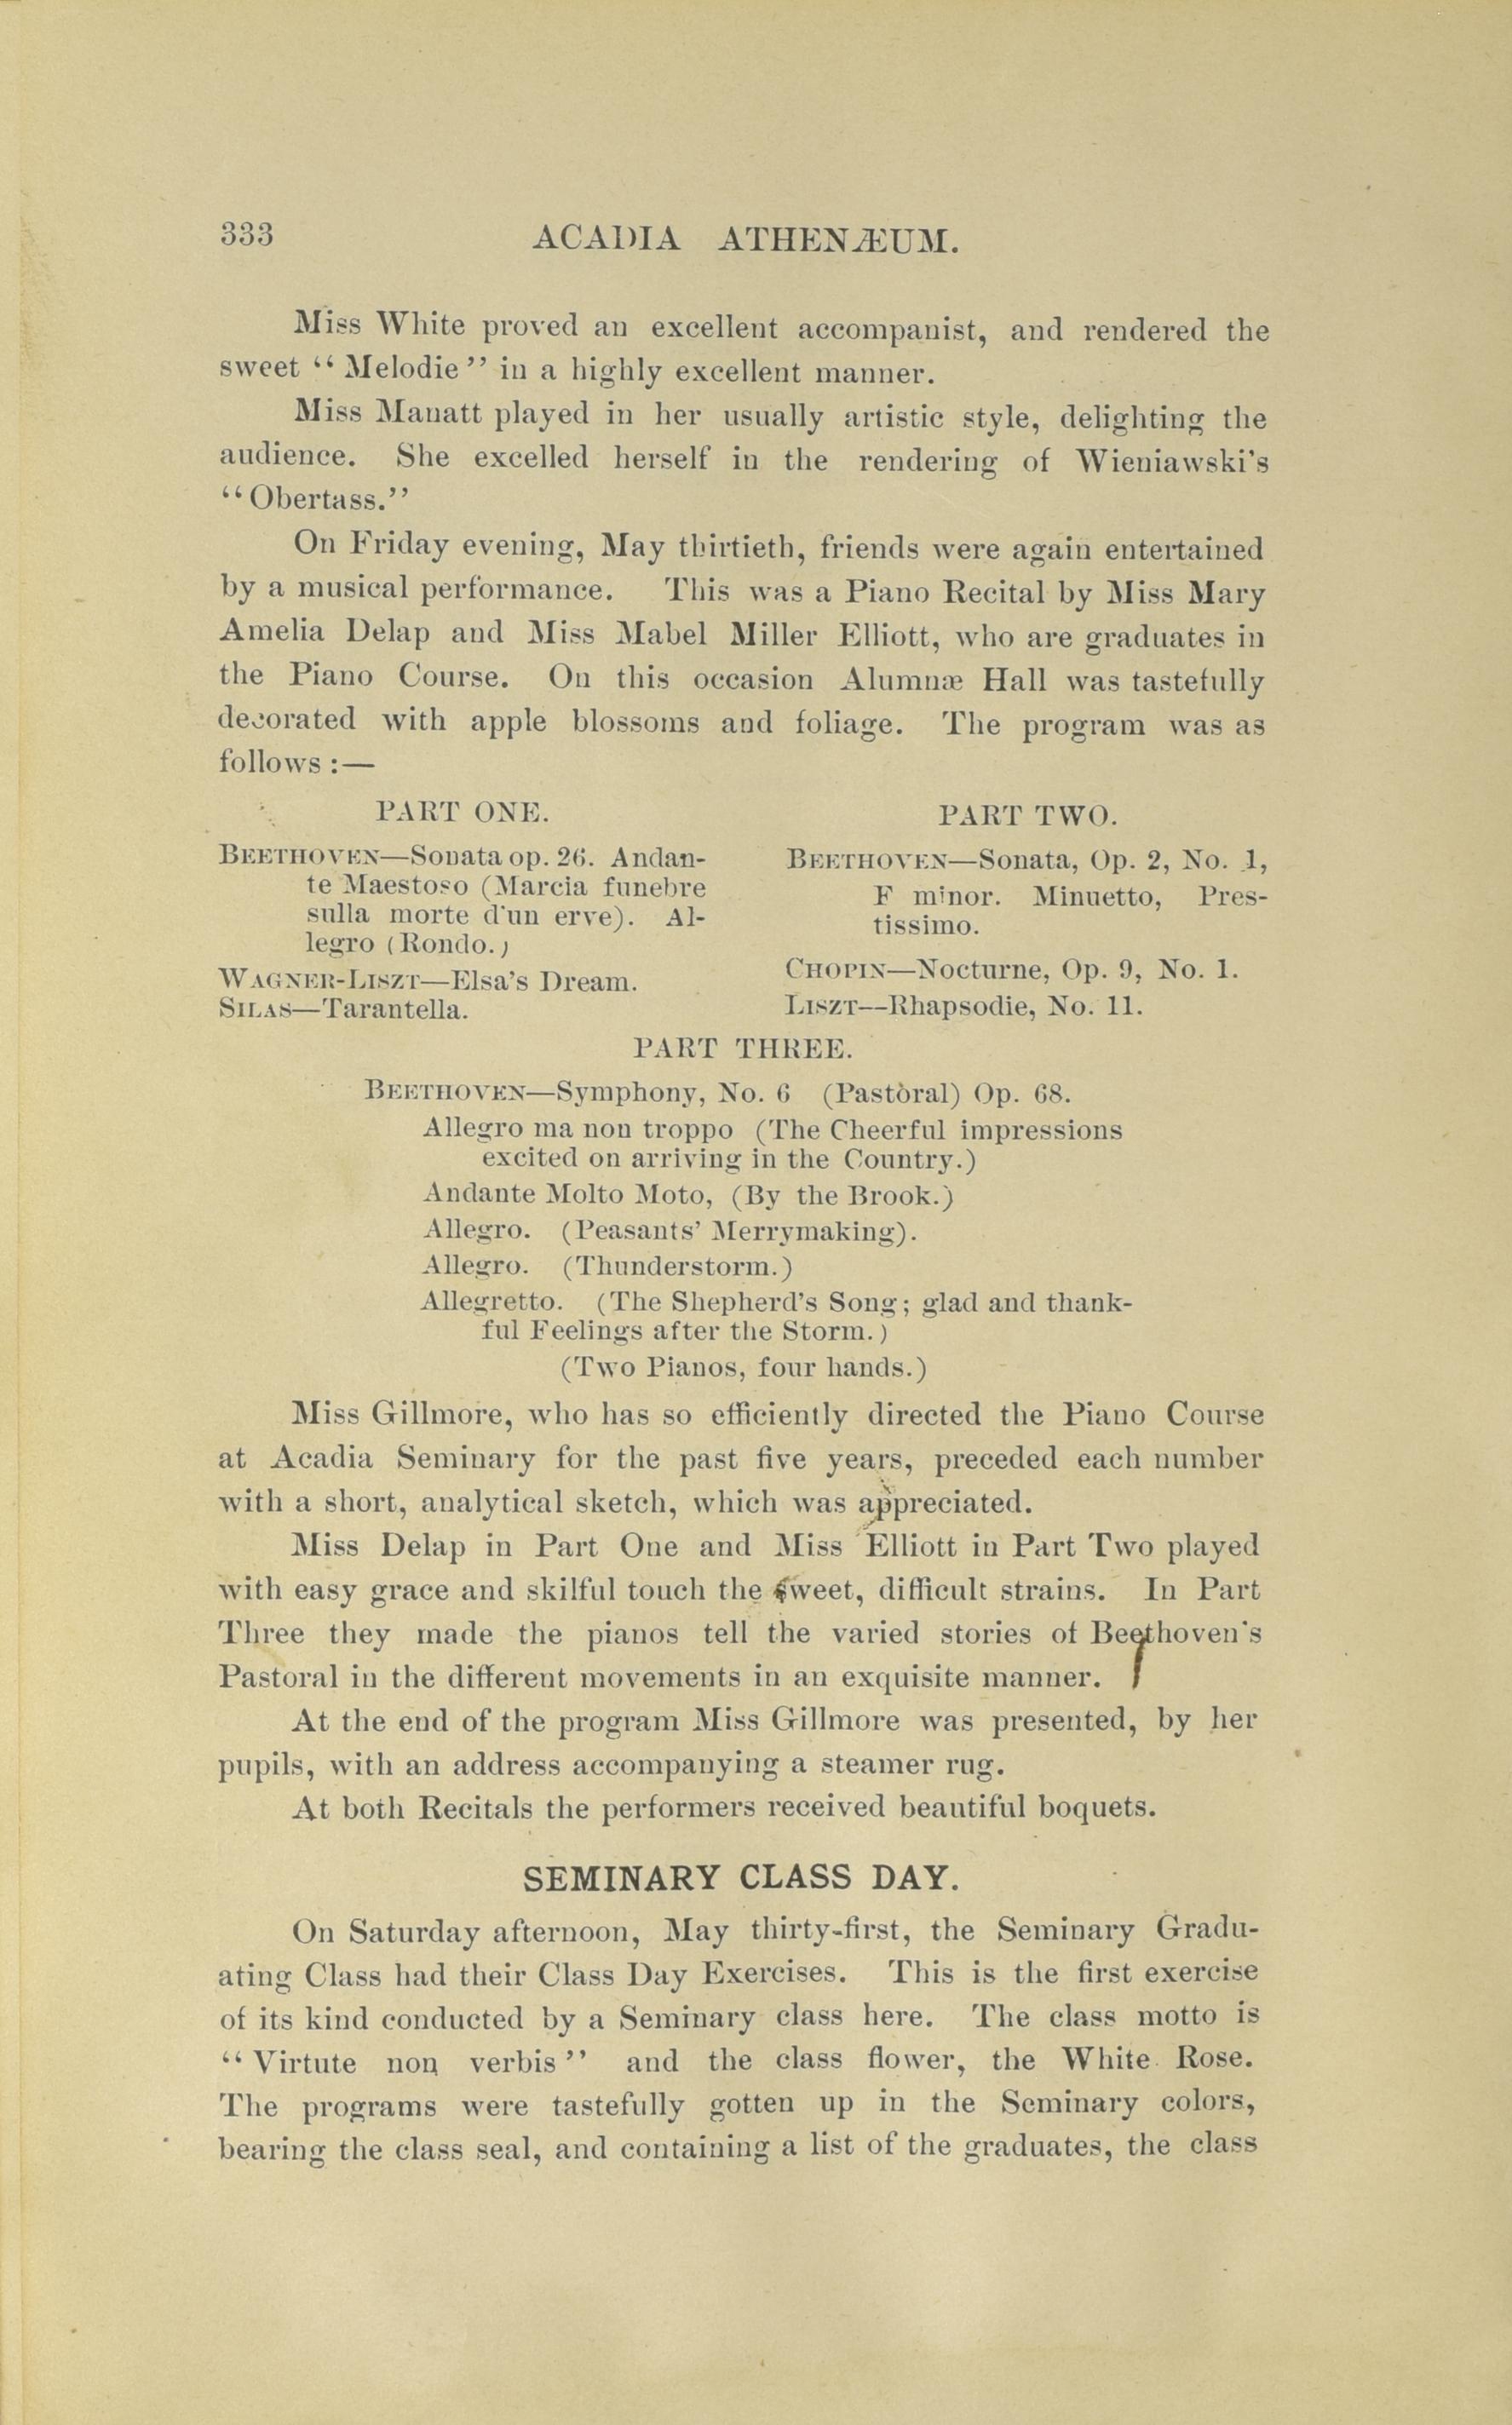 333 ACADIA ATHENÆUM.
Miss White proved an excellent accompanist, and rendered the
sweet “ Melodie ” in a highly excellent manner.
Miss Manatt played in her usually artistic style, delighting the
audience. She excelled herself in the rendering of Wieniawski's
“Obertass.”
On Friday evening, May thirtieth, friends were again entertained
by a musical performance. This was a Piano Recital by Miss Mary
Amelia Delap and Miss Mabel Miller Elliott, who are graduates in
the Piano Course. On this occasion Alumnæ Hall was tastefully
decorated with apple blossoms and foliage. The program was as
follows :—
PART ONE.
BEETHOVEN—Sonata op. 26. Andan-
te Maestoso (Marcia funebre
sulla morte d'un erve). Al-
legro (Rondo.)
WAGNER-LISZT—Elsa's Dream.
SILAS—Tarantella.
PART TWO.
BEETHOVEN—Sonata, Op. 2, No. 1,
F minor. Minuetto, Pres-
tissimo.
CHOPIN—Nocturne, Op. 9, No. 1.
LISZT—Rhapsodie, No. 11.
PART THREE.
BEETHOVEN—Symphony, No. 6 (Pastòral) Op. 68.
Allegro ma non troppo (The Cheerful impressions
excited on arriving in the Country.)
Andante Molto Moto, (By the Brook.)
Allegro. (Peasants' Merrymaking).
Allegro. (Thunderstorm.)
Allegretto. (The Shepherd's Song; glad and thank-
ful Feelings after the Storm.)
(Two Pianos, four hands.)
Miss Gillmore, who has so efficiently directed the Piano Course
at Acadia Seminary for the past five years, preceded each number
with a short, analytical sketch, which was appreciated.
Miss Delap in Part One and Miss Elliott in Part Two played
with easy grace and skilful touch the sweet, difficult strains. In Part
Three they made the pianos tell the varied stories of Beethoven's
Pastoral in the different movements in an exquisite manner.
At the end of the program Miss Gillmore was presented, by her
pupils, with an address accompanying a steamer rug.
At both Recitals the performers received beautiful boquets.
SEMINARY CLASS DAY.
On Saturday afternoon, May thirty-first, the Seminary Gradu-
ating Class had their Class Day Exercises. This is the first exercise
of its kind conducted by a Seminary class here. The class motto is
“ Virtute non verbis ” and the class flower, the White Rose.
The programs were tastefully gotten up in the Seminary colors,
bearing the class seal, and containing a list of the graduates, the class